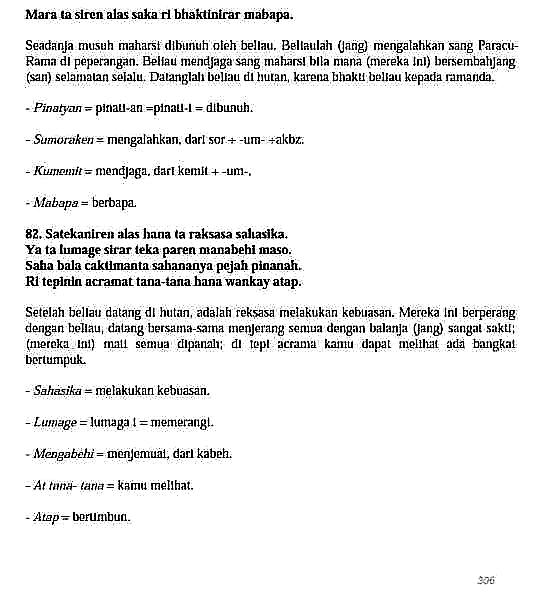 Mara ta siren alas saka ri bhaktinirar mabapa.
Seadanja musuh maharsi dibunuh oleh beliau. Beliaulah (jang) mengalahkan sang Paracu-
Rama di peperangan. Beliau mendjaga sang maharsi bila mana (mereka ini) bersembahjang
(san) selamatan selalu. Datanglah beliau di hutan, karena bhakti beliau kepada ramanda.
- Pinatyan = pinati-an =pinati-i = dibunuh.
- Sumoraken = mengalahkan, dari sor + -um- +akbz.
- Kumemit = mendjaga, dari kemit + -um-.
- Mabapa = berbapa.
82. Satekaniren alas hana ta raksasa sahasika.
Ya ta lumage sirar teka paren manabehi maso.
Saha bala caktimanta sahananya pejah pinanah.
Ri tepinin acramat tana-tana hana wankay atap.
Setelah beliau datang di hutan, adalah reksasa melakukan kebuasan. Mereka ini berperang
dengan beliau, datang bersama-sama menjerang semua dengan balanja (jang) sangat sakti;
(mereka ini) mati semua dipanah; di tepi acrama kamu dapat melihat ada bangkai
bertumpuk.
- Sahasika = melakukan kebuasan.
- Lumage = lumaga i = memerangi.
- Mengabehi = menjemuai, dari kabeh.
- At tana- tana = kamu melihat.
- Atap = bertimbun.
306